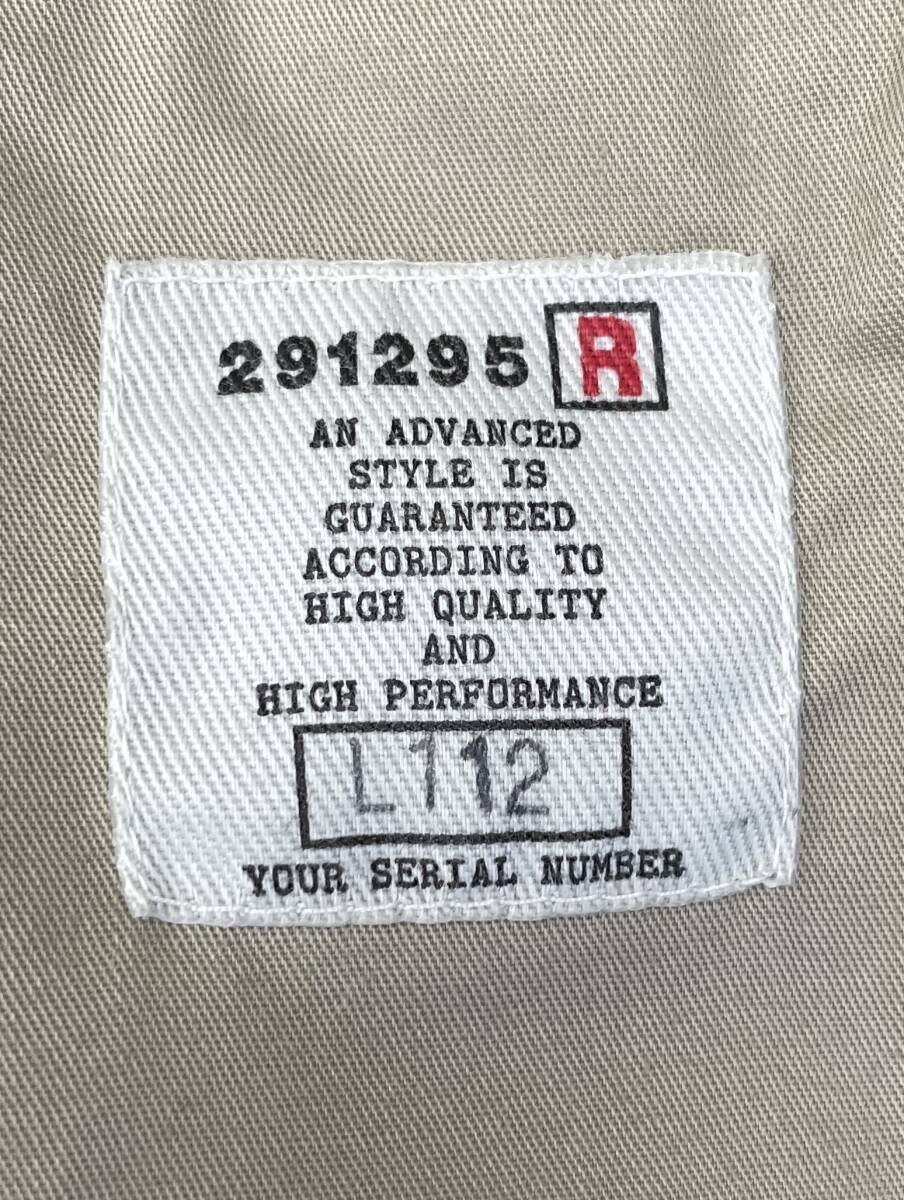 291295 R
AN ADVANCED
STYLE IS
GUARANTEED
ACCORDING TO
HIGH QUALITY
AND
HIGH PERFORMANCE
L112
YOUR SERIAL NUMBER